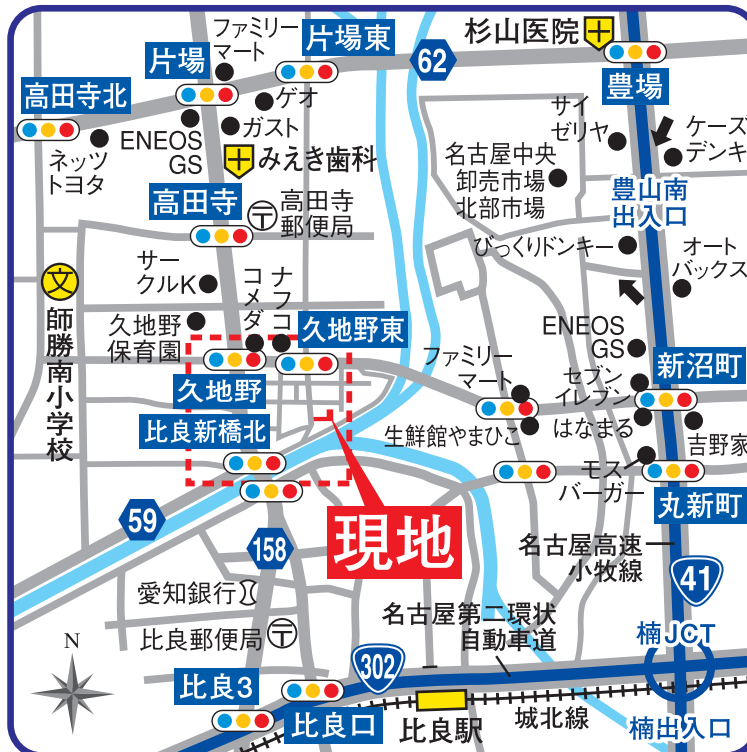 ファミリー
マート
片場東
杉山医院
片場
62
豊場
高田寺北
ゲオ
サイ
ゼリヤ
ケーズ
デンキ
ENEOS
GS
ガスト
ネッツ
トヨタ
みえき歯科
名古屋中央
卸売市場
北部市場
豊山南
出入口
高田寺
〒
高田寺
郵便局
びっくりドンキー
オート
バックス
サー
クルK
コメダ
ナフコ
文
師勝南小学校
久地野
保育園
久地野東
ENEOS
GS
ファミリー
マート
新沼町
久地野
セブン
イレブン
比良新橋北
生鮮館やまひこ
はなまる
吉野家
モス
バーガー
丸新町
59
現地
158
名古屋高速
小牧線
41
愛知銀行
名古屋第二環状
自動車道
比良郵便局
〒
楠JCT
N
302
比良3
比良口
比良駅
城北線
楠出入口